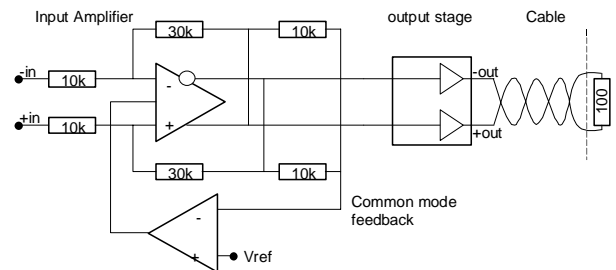 Input Amplifier
output stage
Cable
30k
10k
-in
10k
-
-out
100
+in
10k
+
+out
30k
10k
Common mode
feedback
-
+
Vref